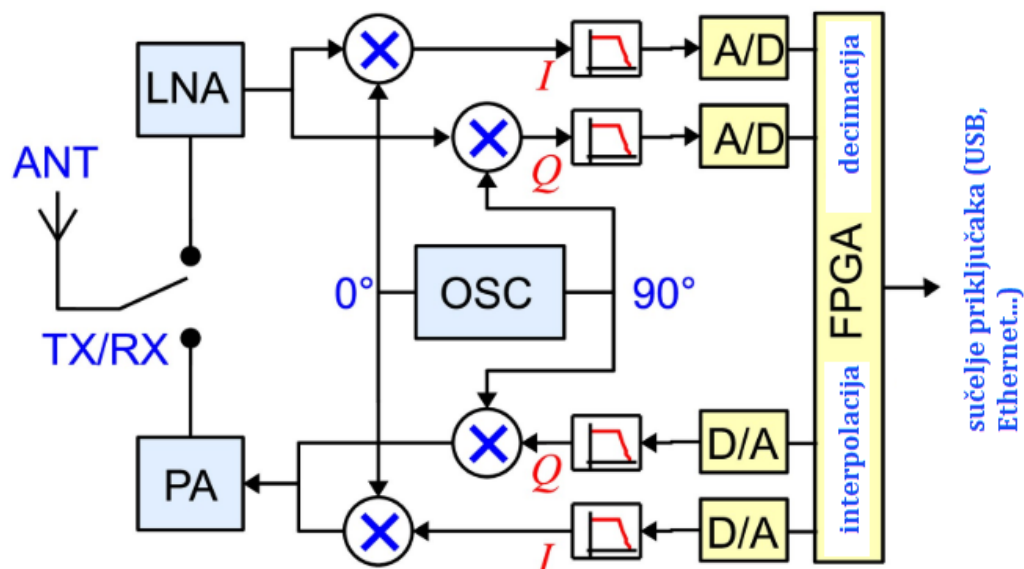 LNA
ANT
TX/RX
PA
I
Q
0°
OSC
90°
Q
I
A/D
A/D
D/A
D/A
decimacija
FPGA
interpolacija
sučelje priključaka (USB,
Ethernet...)